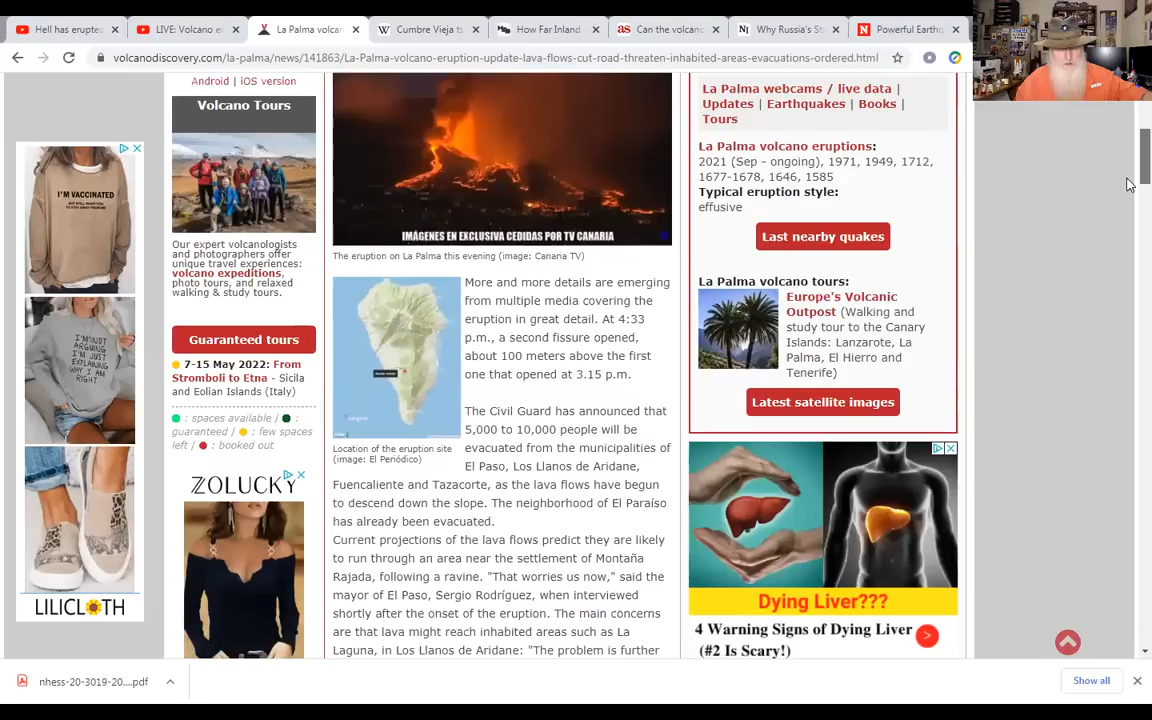 Hell has erupte
LIVE: Volcano e
La Palma volcan
Cumbre Vieja ts
How Far Inland
Can the volcano
Why Russia's St
Powerful Earthq
volcanodiscovery.com/la-palma/news/141863/La-Palma-volcano-eruption-update-lava-flows-cut-road-threaten-inhabited-areas-evacuations-ordered.html
I'M VACCINATED
I'M NOT
ARGUING
I'M JUST
EXPLAINING
WHY I AM
RIGHT
LILICLOTH
Android | iOS version
Volcano Tours
Our expert volcanologists
and photographers offer
unique travel experiences:
volcano expeditions,
photo tours, and relaxed
walking & study tours.
Guaranteed tours
7-15 May 2022: From
Stromboli to Etna - Sicila
and Eolian Islands (Italy)
: spaces available / :
guaranteed / : few spaces
left / : booked out
ZOLUCKY
IMÁGENES EN EXCLUSIVA CEDIDAS POR TV CANARIA
The eruption on La Palma this evening (image: Canaria TV)
Location of the eruption site
(image: El Periódico)
More and more details are emerging
from multiple media covering the
eruption in great detail. At 4:33
p.m., a second fissure opened,
about 100 meters above the first
one that opened at 3.15 p.m.
The Civil Guard has announced that
5,000 to 10,000 people will be
evacuated from the municipalities of
El Paso, Los Llanos de Aridane,
Fuencaliente and Tazacorte, as the lava flows have begun
to descend down the slope. The neighborhood of El Paraíso
has already been evacuated.
Current projections of the lava flows predict they are likely
to run through an area near the settlement of Montaña
Rajada, following a ravine. "That worries us now," said the
mayor of El Paso, Sergio Rodríguez, when interviewed
shortly after the onset of the eruption. The main concerns
are that lava might reach inhabited areas such as La
Laguna, in Los Llanos de Aridane: "The problem is further
La Palma webcams / live data |
Updates | Earthquakes | Books |
Tours
La Palma volcano eruptions:
2021 (Sep - ongoing), 1971, 1949, 1712,
1677-1678, 1646, 1585
Typical eruption style:
effusive
Last nearby quakes
La Palma volcano tours:
Europe's Volcanic
Outpost (Walking and
study tour to the Canary
Islands: Lanzarote, La
Palma, El Hierro and
Tenerife)
Latest satellite images
Dying Liver???
4 Warning Signs of Dying Liver
(#2 Is Scary!)
nhess-20-3019-20....pdf
Show all